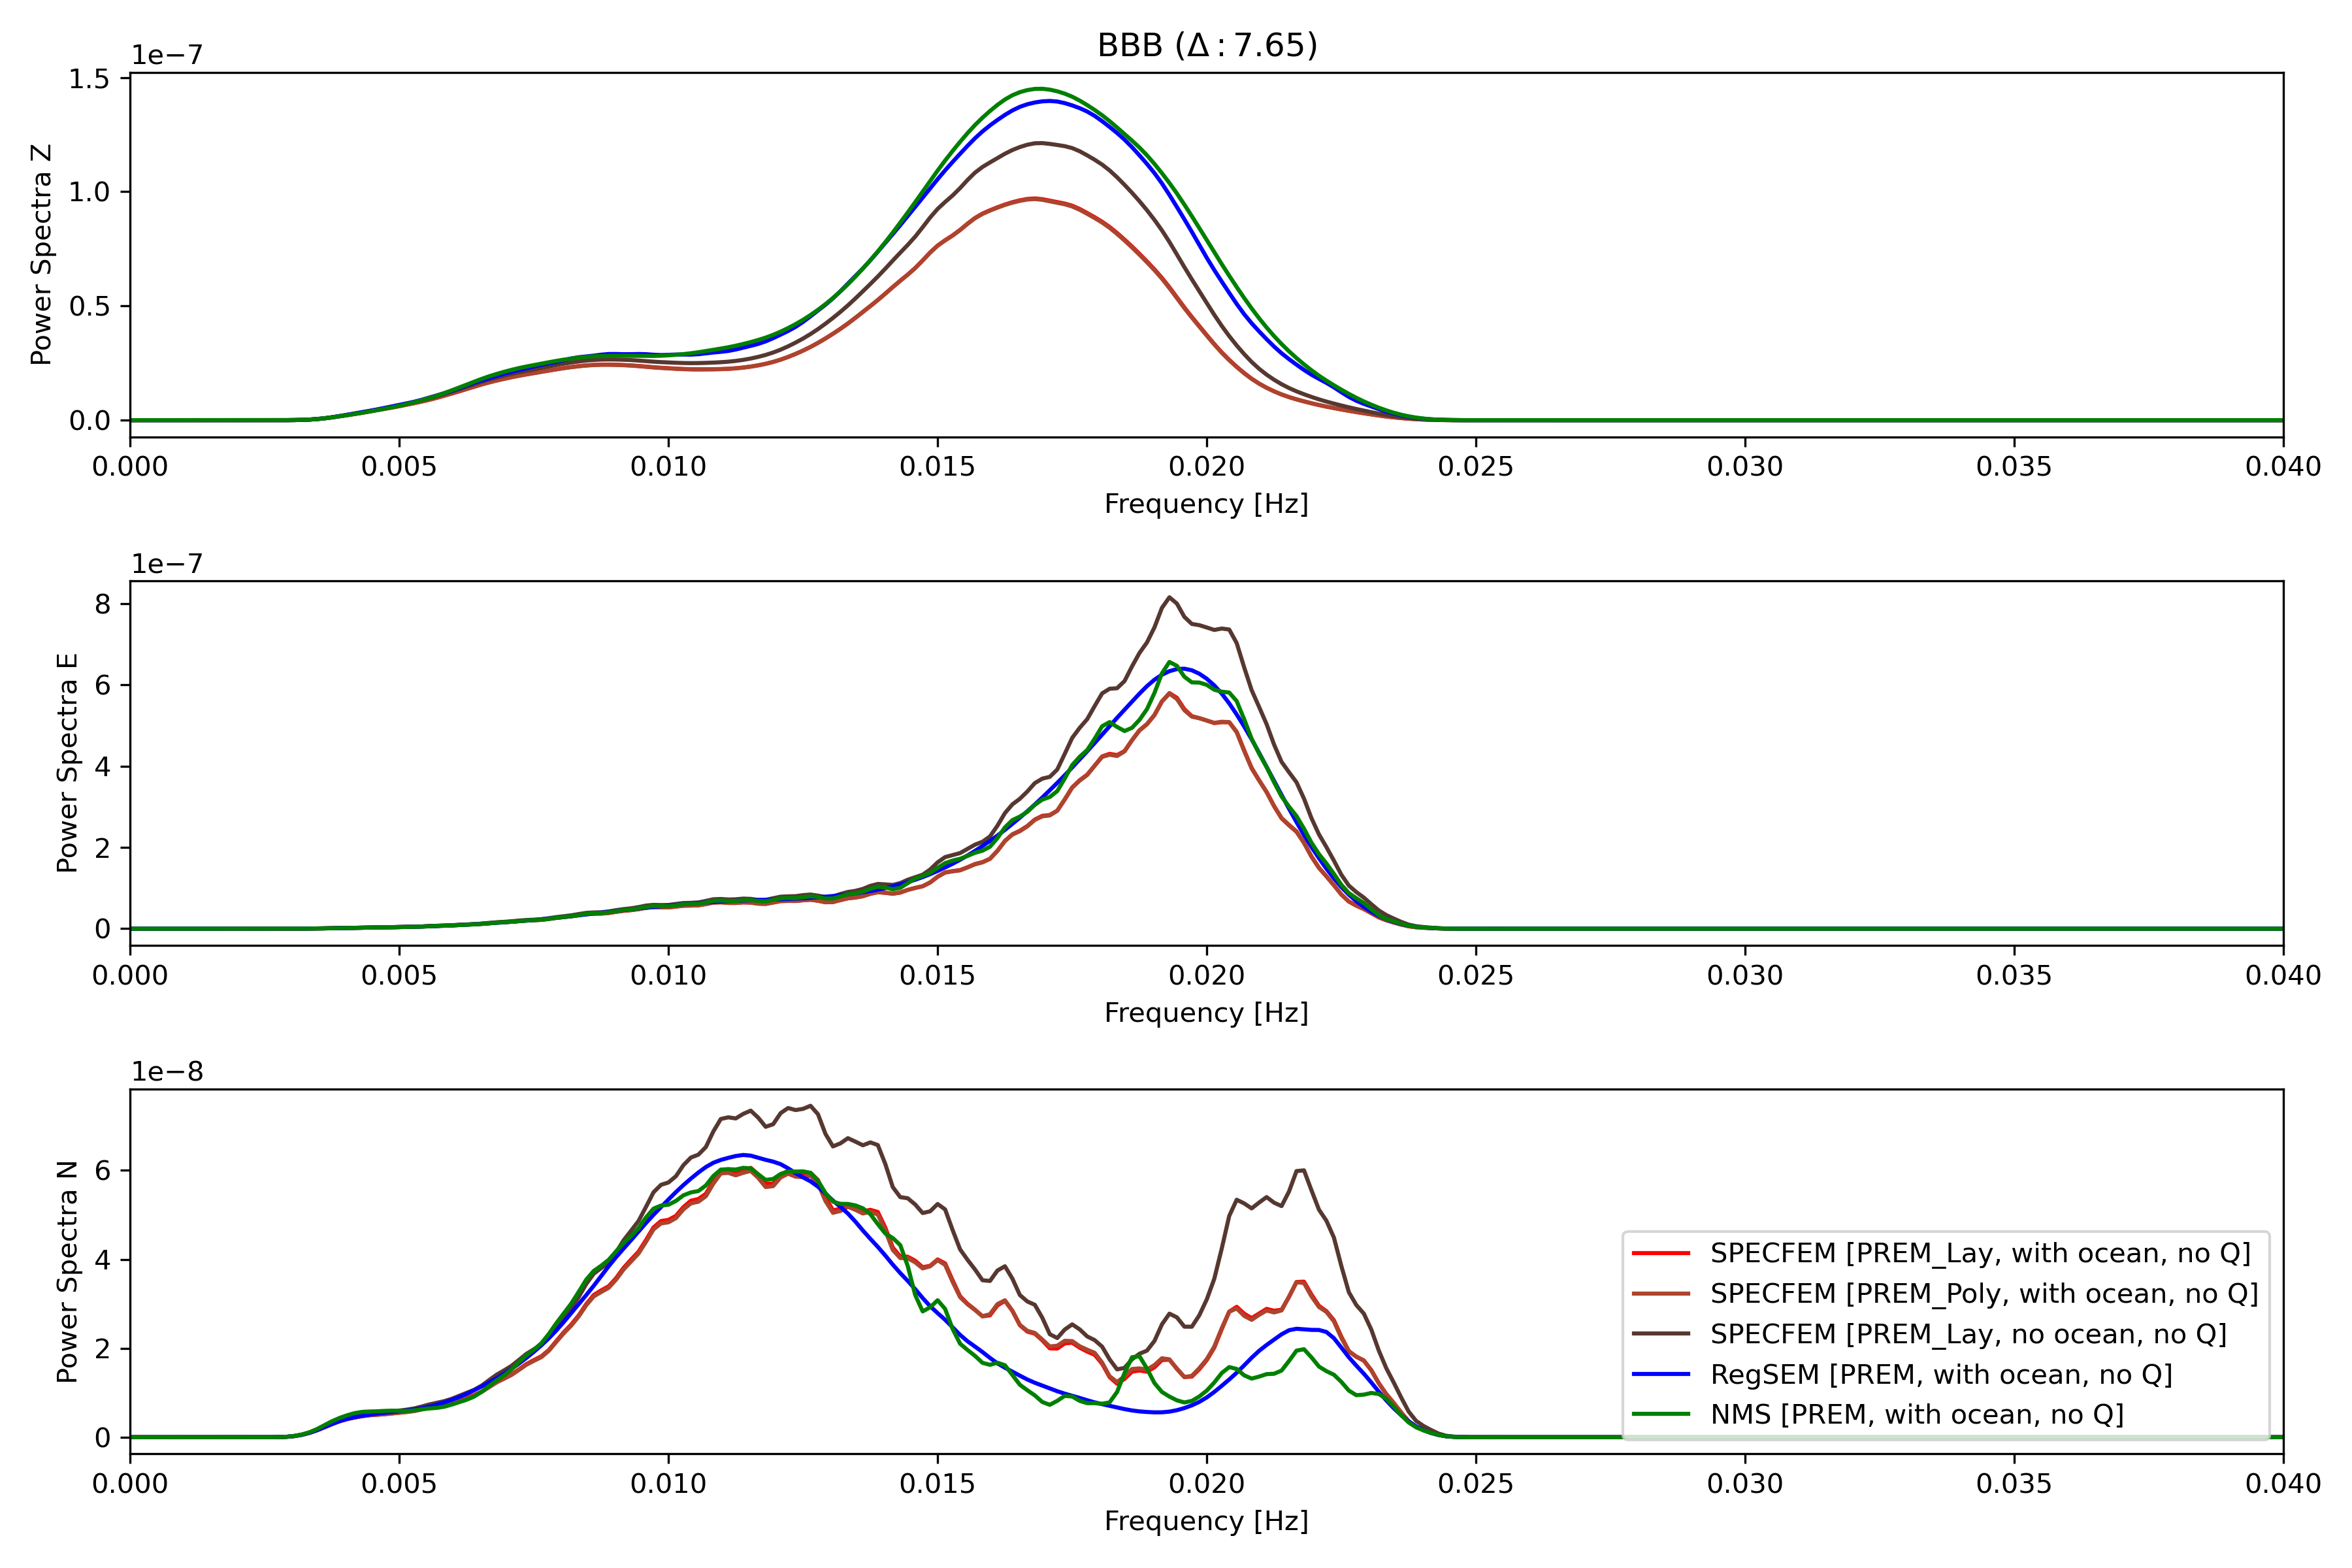 BBB (Δ : 7.65)
1e−7
1.5
1.0
0.5
0.0
Power Spectra Z
0.000 0.005 0.010 0.015 0.020 0.025 0.030 0.035 0.040
Frequency [Hz]
1e−7
8
6
4
2
0
Power Spectra E
0.000 0.005 0.010 0.015 0.020 0.025 0.030 0.035 0.040
Frequency [Hz]
1e−8
6
4
2
0
Power Spectra N
SPECFEM [PREM_Lay, with ocean, no Q]
SPECFEM [PREM_Poly, with ocean, no Q]
SPECFEM [PREM_Lay, no ocean, no Q]
RegSEM [PREM, with ocean, no Q]
NMS [PREM, with ocean, no Q]
0.000 0.005 0.010 0.015 0.020 0.025 0.030 0.035 0.040
Frequency [Hz]